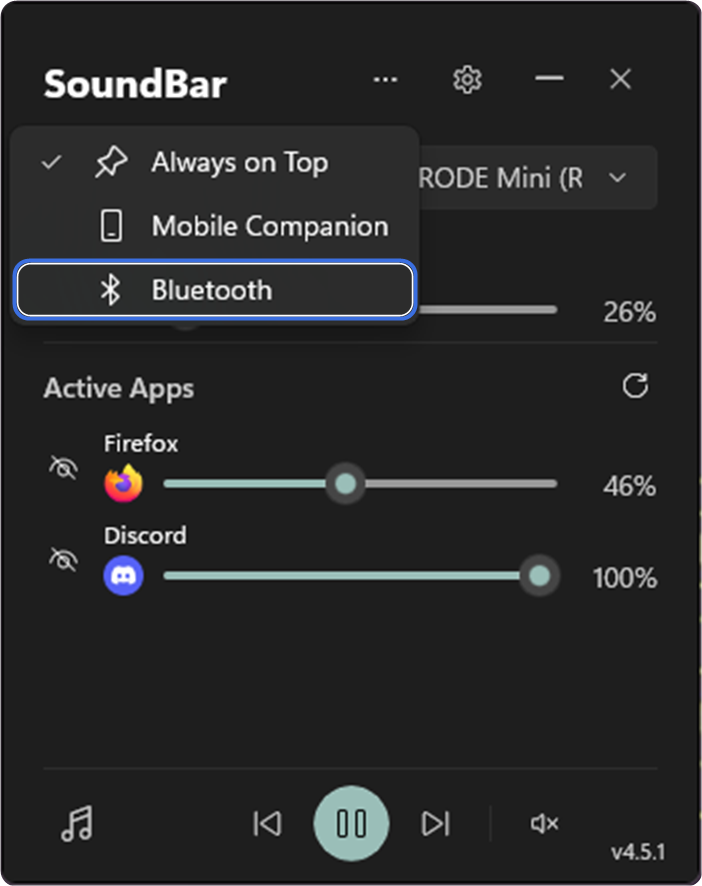 SoundBar
Always on Top
RODE Mini (R
Mobile Companion
Bluetooth
26%
Active Apps
Firefox
46%
Discord
100%
v4.5.1